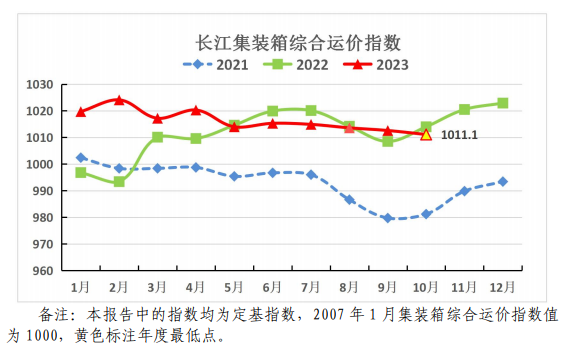 长江集装箱综合运价指数
2021 2022 2023
1030
1020
1010
1000
990
980
970
960
1011.1
1月 2月 3月 4月 5月 6月 7月 8月 9月 10月 11月 12月
备注：本报告中的指数均为定基指数，2007年1月集装箱综合运价指数值
为1000，黄色标注年度最低点。